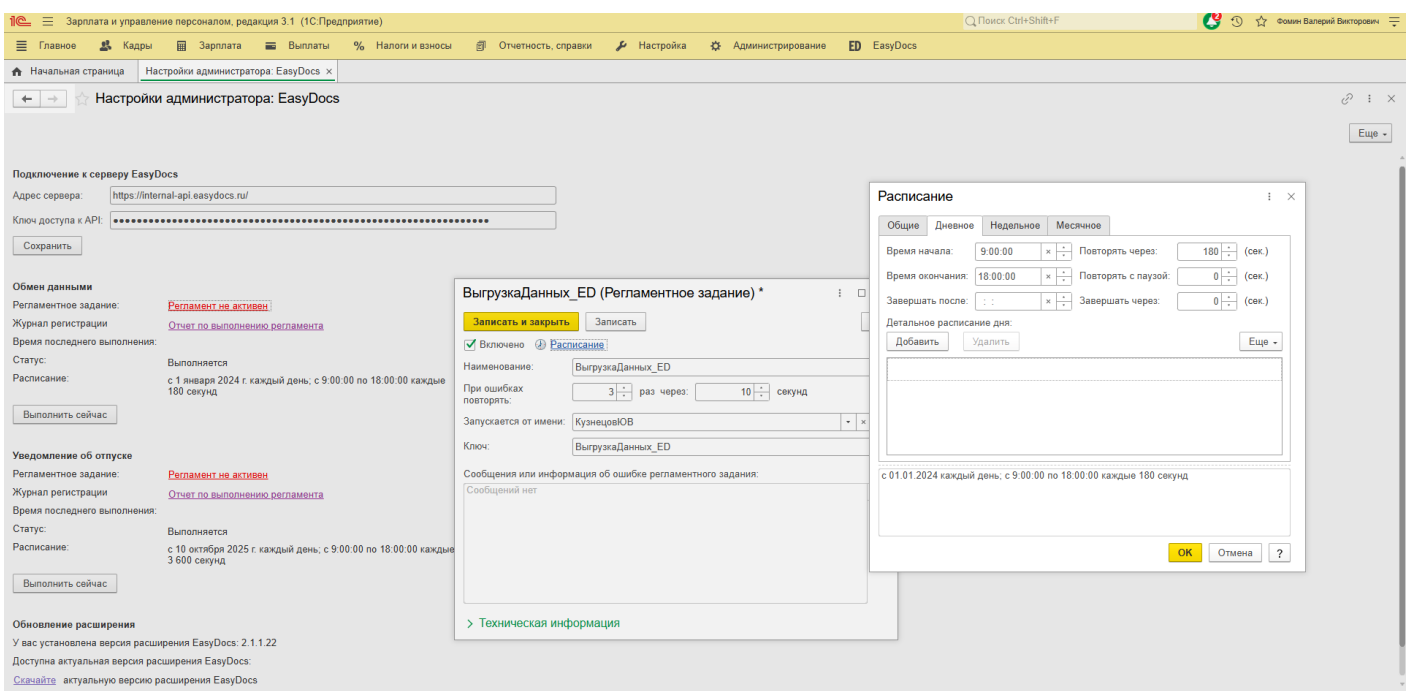 1С Зарплата и управление персоналом, редакция 3.1 (1С:Предприятие) Поиск Ctrl+Shift+F 2 Фомин Валерий Викторович
Главное Кадры Зарплата Выплаты % Налоги и взносы Отчетность, справки Настройка Администрирование ED EasyDocs
Начальная страница Настройки администратора: EasyDocs ×
Настройки администратора: EasyDocs
Еще
Подключение к серверу EasyDocs
Адрес сервера: https://internal-api.easydocs.ru/
Ключ доступа к API:
Сохранить
Обмен данными
Регламентное задание: Регламент не активен
Журнал регистрации Отчет по выполнению регламента
Время последнего выполнения:
Статус: Выполняется
Расписание: с 1 января 2024 г. каждый день; с 9:00:00 по 18:00:00 каждые
180 секунд
Выполнить сейчас
Уведомление об отпуске
Регламентное задание: Регламент не активен
Журнал регистрации Отчет по выполнению регламента
Время последнего выполнения:
Статус: Выполняется
Расписание: с 10 октября 2025 г. каждый день; с 9:00:00 по 18:00:00 каждые
3 600 секунд
Выполнить сейчас
Обновление расширения
У вас установлена версия расширения EasyDocs: 2.1.1.22
Доступна актуальная версия расширения EasyDocs:
Скачайте актуальную версию расширения EasyDocs
ВыгрузкаДанных_ED (Регламентное задание) *
Записать и закрыть Записать
Включено Расписание
Наименование: ВыгрузкаДанных_ED
При ошибках
повторять: 3 раз через: 10 секунд
Запускается от имени: КузнецовЮВ
Ключ: ВыгрузкаДанных_ED
Сообщения или информация об ошибке регламентного задания:
Сообщений нет
Техническая информация
Расписание
Общие Дневное Недельное Месячное
Время начала: 9:00:00 Повторять через: 180 (сек.)
Время окончания: 18:00:00 Повторять с паузой: 0 (сек.)
Завершать после: : : Завершать через: 0 (сек.)
Детальное расписание дня:
Добавить Удалить Еще
с 01.01.2024 каждый день; с 9:00:00 по 18:00:00 каждые 180 секунд
ОК Отмена ?